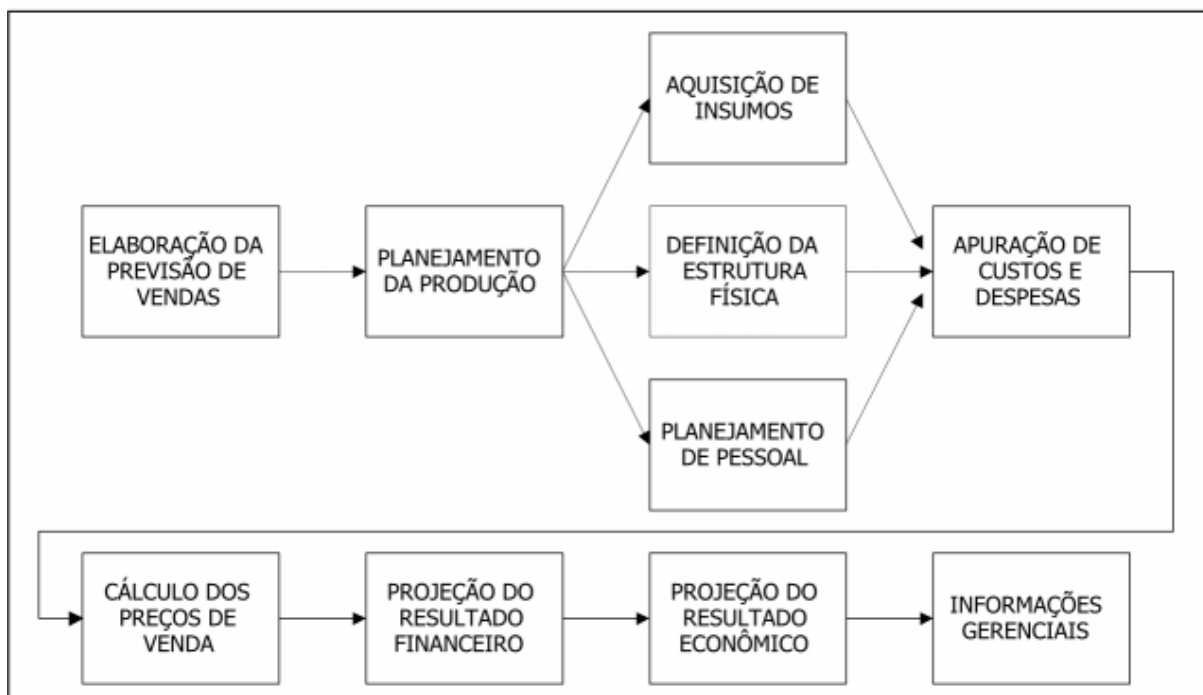 ELABORAÇÃO DA
PREVISÃO DE
VENDAS
PLANEJAMENTO
DA PRODUÇÃO
AQUISIÇÃO DE
INSUMOS
DEFINIÇÃO DA
ESTRUTURA
FÍSICA
PLANEJAMENTO
DE PESSOAL
APURAÇÃO DE
CUSTOS E
DESPESAS
CÁLCULO DOS
PREÇOS DE
VENDA
PROJEÇÃO DO
RESULTADO
FINANCEIRO
PROJEÇÃO DO
RESULTADO
ECONÔMICO
INFORMAÇÕES
GERENCIAIS